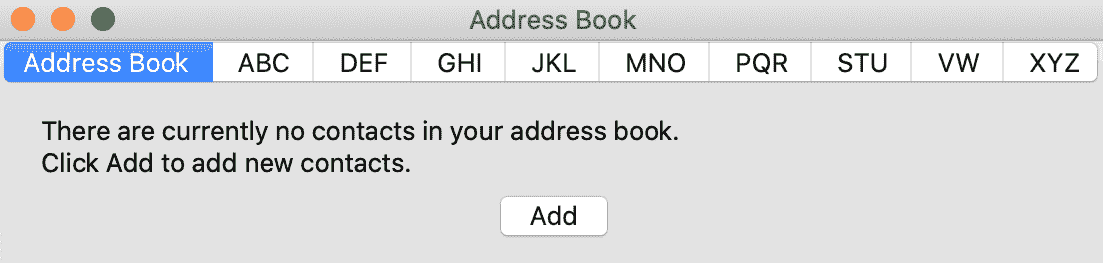 Address Book
Address Book ABC DEF GHI JKL MNO PQR STU VW XYZ
There are currently no contacts in your address book.
Click Add to add new contacts.
Add